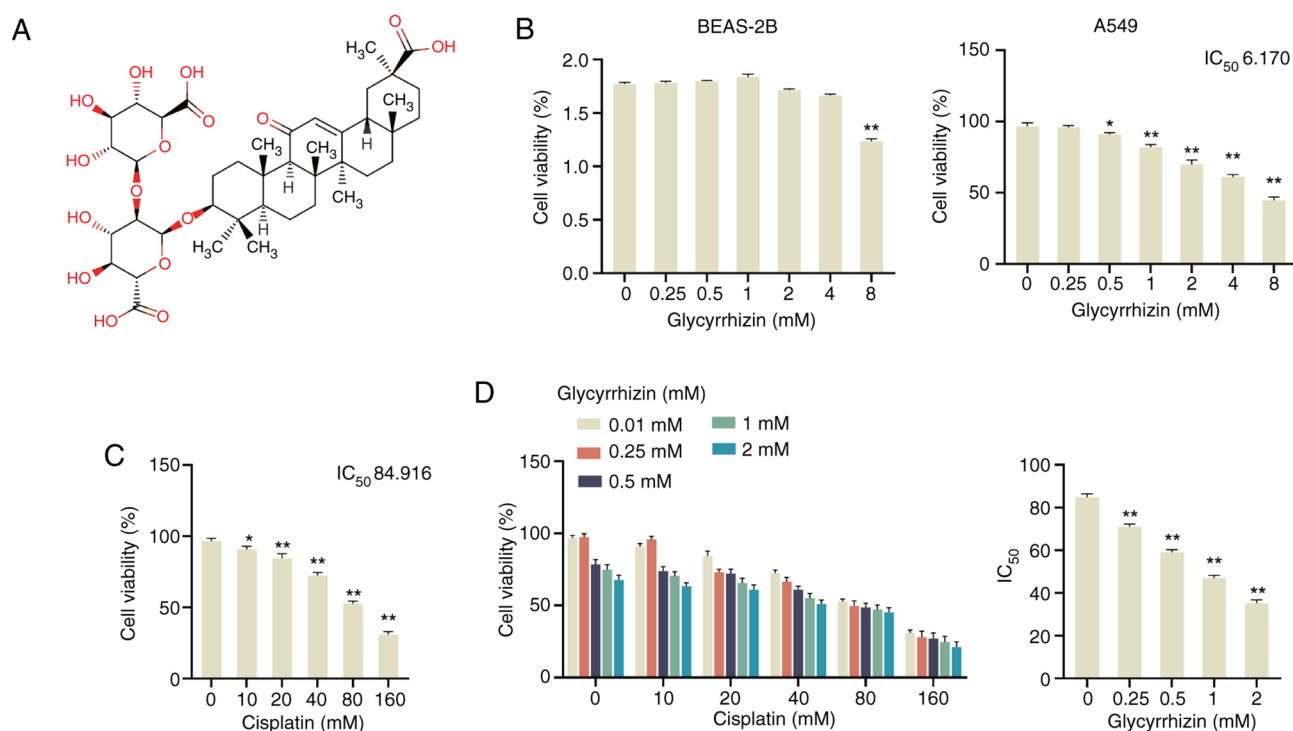 A
OH
OH
HO
O
HO
O
HO
O
O
HO
O
HO
O
HO
O
CH3
O
OH
O
CH3
CH3
CH3
CH3
H
H
H
H3C
CH3
B
BEAS-2B
Cell viability (%)
2.0
1.5
1.0
0.5
0.0
**
0 0.25 0.5 1 2 4 8
Glycyrrhizin (mM)
A549
IC50 6.170
Cell viability (%)
150
100
50
0
* ** ** ** **
0 0.25 0.5 1 2 4 8
Glycyrrhizin (mM)
C
IC50 84.916
Cell viability (%)
150
100
50
0
* ** ** ** **
0 10 20 40 80 160
Cisplatin (mM)
D
Glycyrrhizin (mM)
0.01 mM
0.25 mM
0.5 mM
1 mM
2 mM
Cell viability (%)
150
100
50
0
0 10 20 40 80 160
Cisplatin (mM)
IC50
100
80
60
40
20
0
** ** ** **
0 0.25 0.5 1 2
Glycyrrhizin (mM)